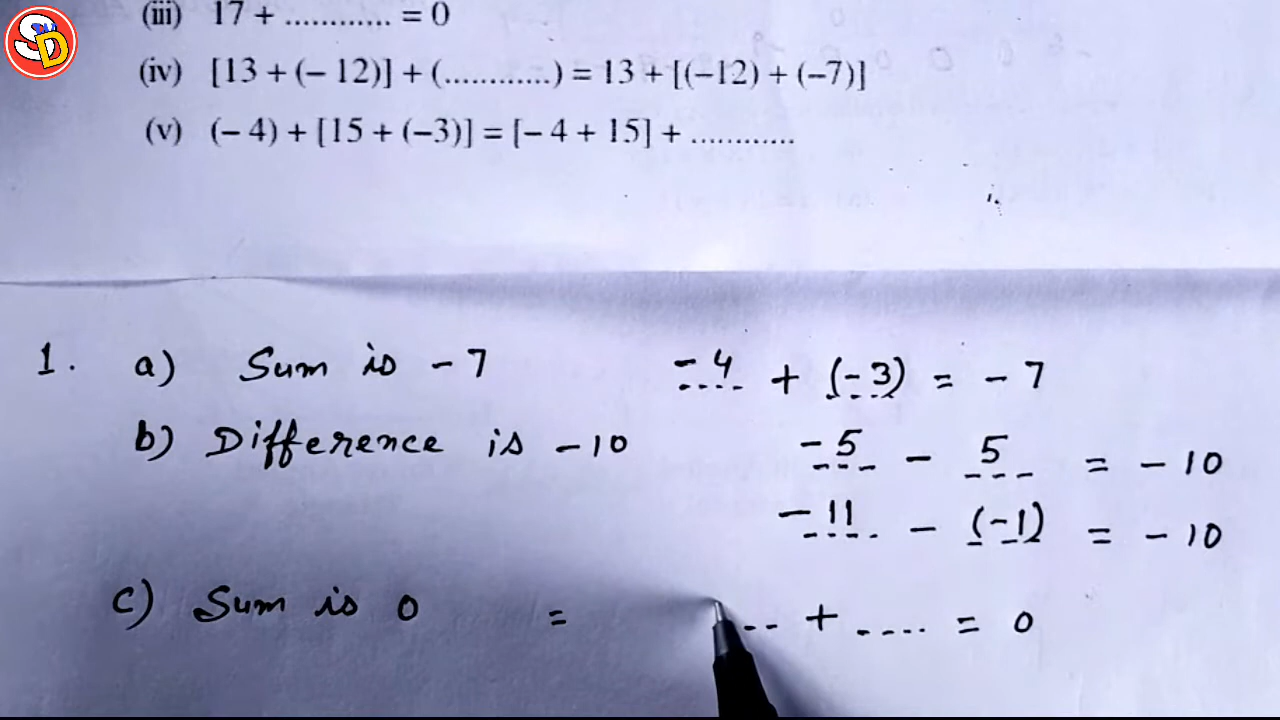 SD
(iii) 17 + ............ = 0
(iv) [13 + (– 12)] + (............) = 13 + [(–12) + (–7)]
(v) (– 4) + [15 + (–3)] = [– 4 + 15] + ............
1. a) Sum is -7 -4 + (-3) = -7
b) Difference is -10 -5 - 5 = -10
-11 - (-1) = -10
c) Sum is 0 = .... + .... = 0